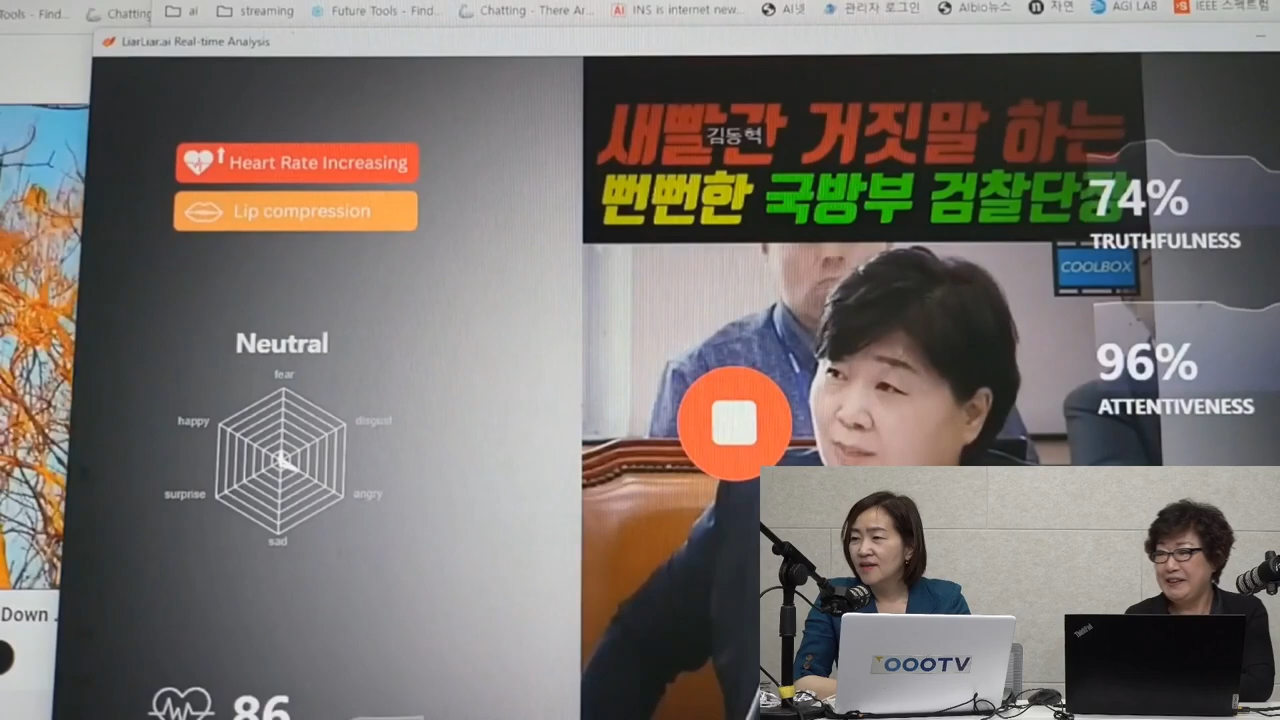 Tools - Find...
Chatting
ai
streaming
Future Tools - Find...
Chatting - There Ar...
INS is internet new...
AI넷
관리자 로그인
AIbio뉴스
자연
AGI LAB
IEEE 스펙트럼
LiarLiar.ai Real-time Analysis
Heart Rate Increasing
Lip compression
Neutral
fear
happy
disgust
surprise
angry
sad
86
Down .
새빨간 거짓말 하는
김동혁
뻔뻔한 국방부 검찰단장
74%
TRUTHFULNESS
COOLBOX
96%
ATTENTIVENESS
OOOTV
ThinkPad